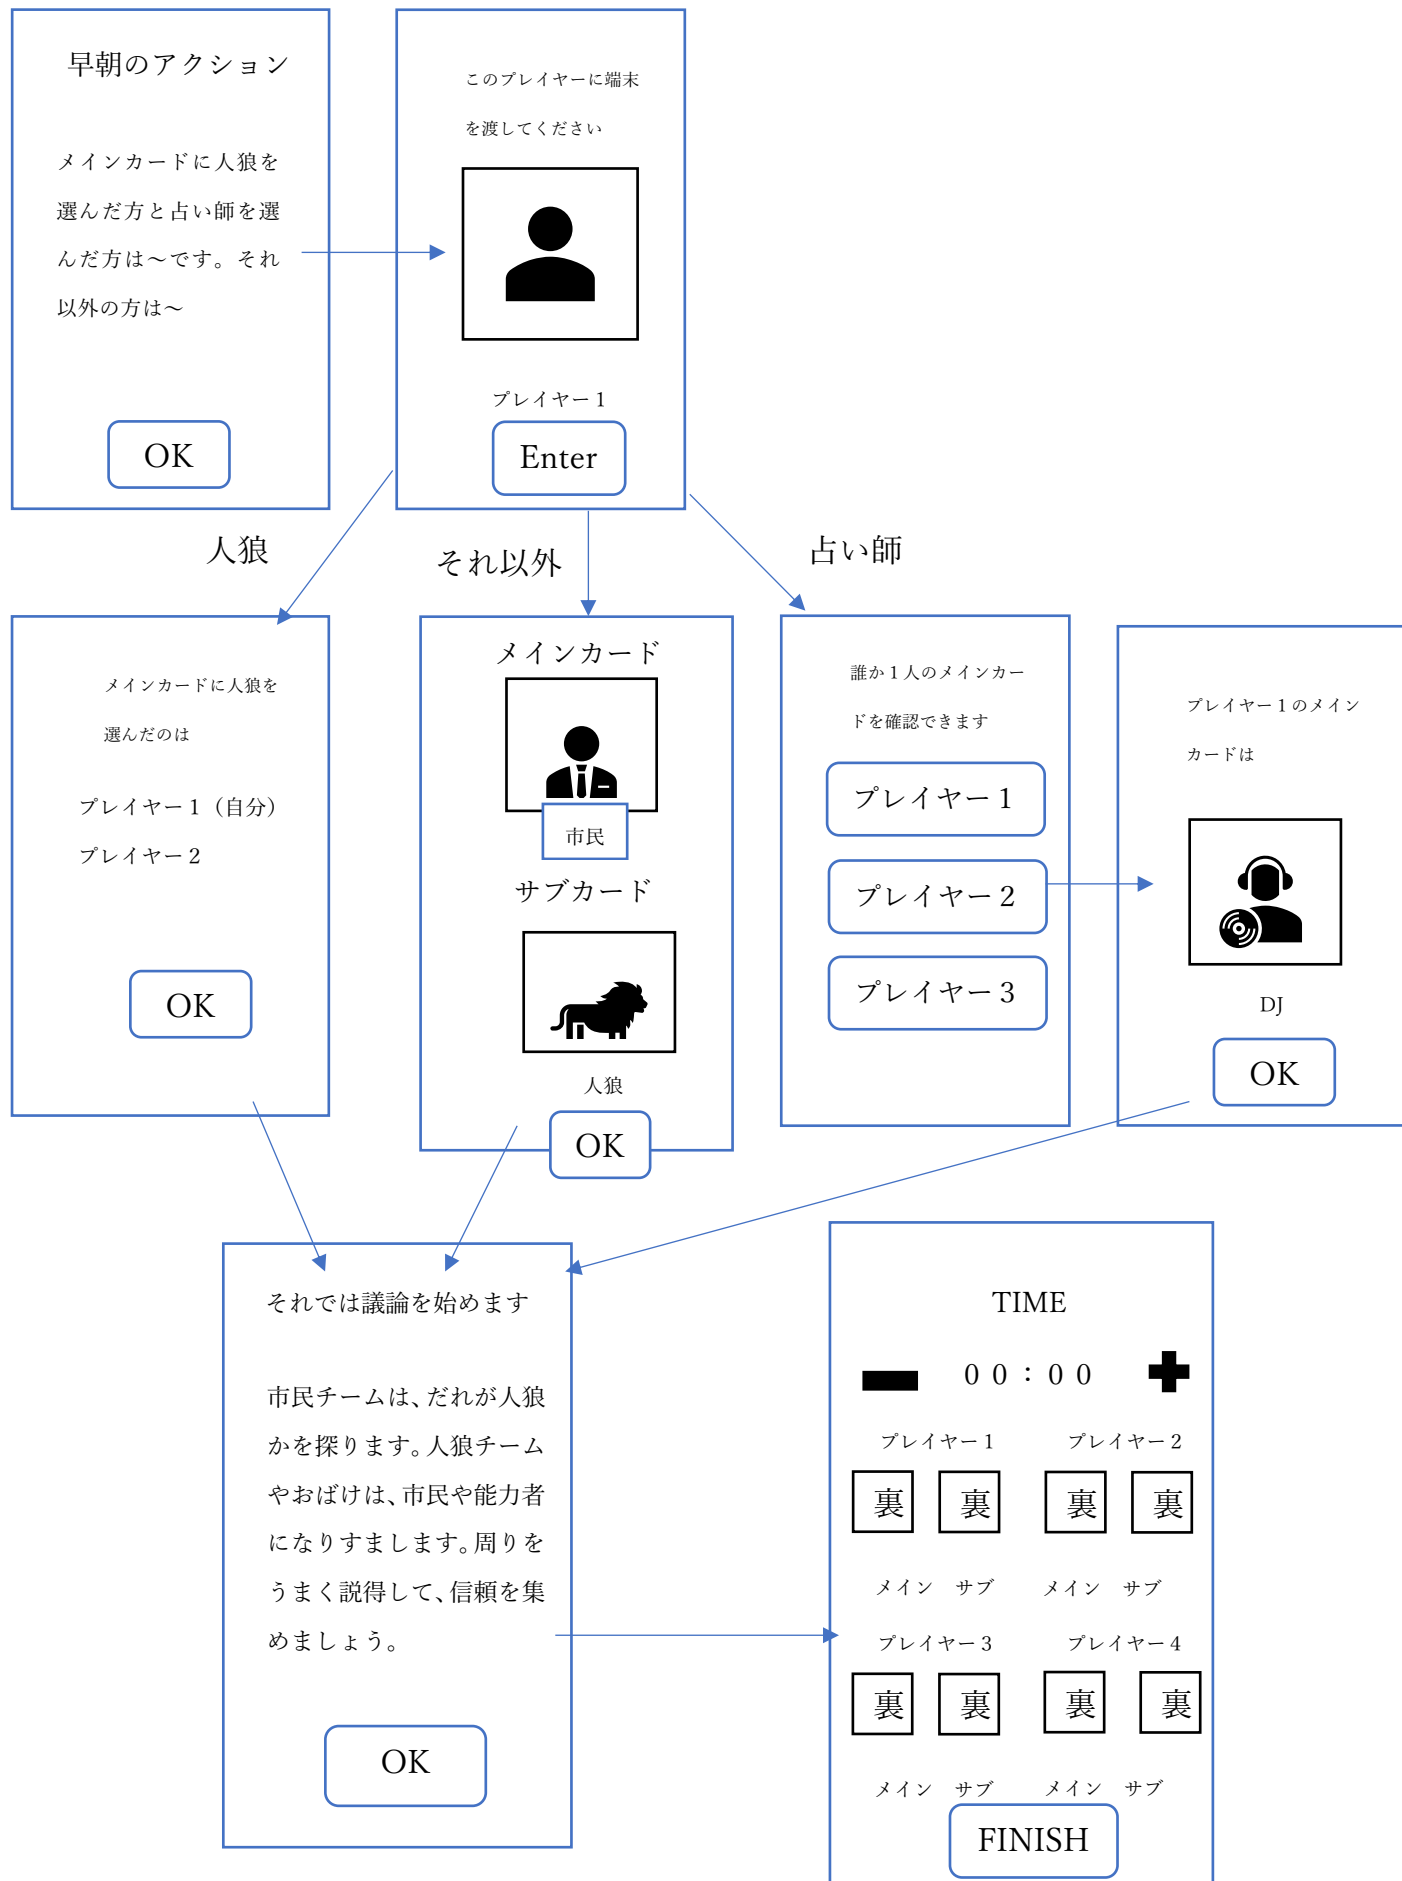 早朝のアクション
メインカードに人狼を
選んだ方と占い師を選
んだ方は～です。それ
以外の方は～
OK
このプレイヤーに端末
を渡してください
プレイヤー１
Enter
人狼
それ以外
占い師
メインカードに人狼を
選んだのは
プレイヤー１（自分）
プレイヤー２
OK
メインカード
市民
サブカード
人狼
OK
誰か１人のメインカー
ドを確認できます
プレイヤー１
プレイヤー２
プレイヤー３
プレイヤー１のメイン
カードは
DJ
OK
それでは議論を始めます
市民チームは、だれが人狼
かを探ります。人狼チーム
やおばけは、市民や能力者
になりすまします。周りを
うまく説得して、信頼を集
めましょう。
OK
TIME
００：００
プレイヤー１ プレイヤー２
裏 裏 裏 裏
メイン サブ メイン サブ
プレイヤー３ プレイヤー４
裏 裏 裏 裏
メイン サブ メイン サブ
FINISH